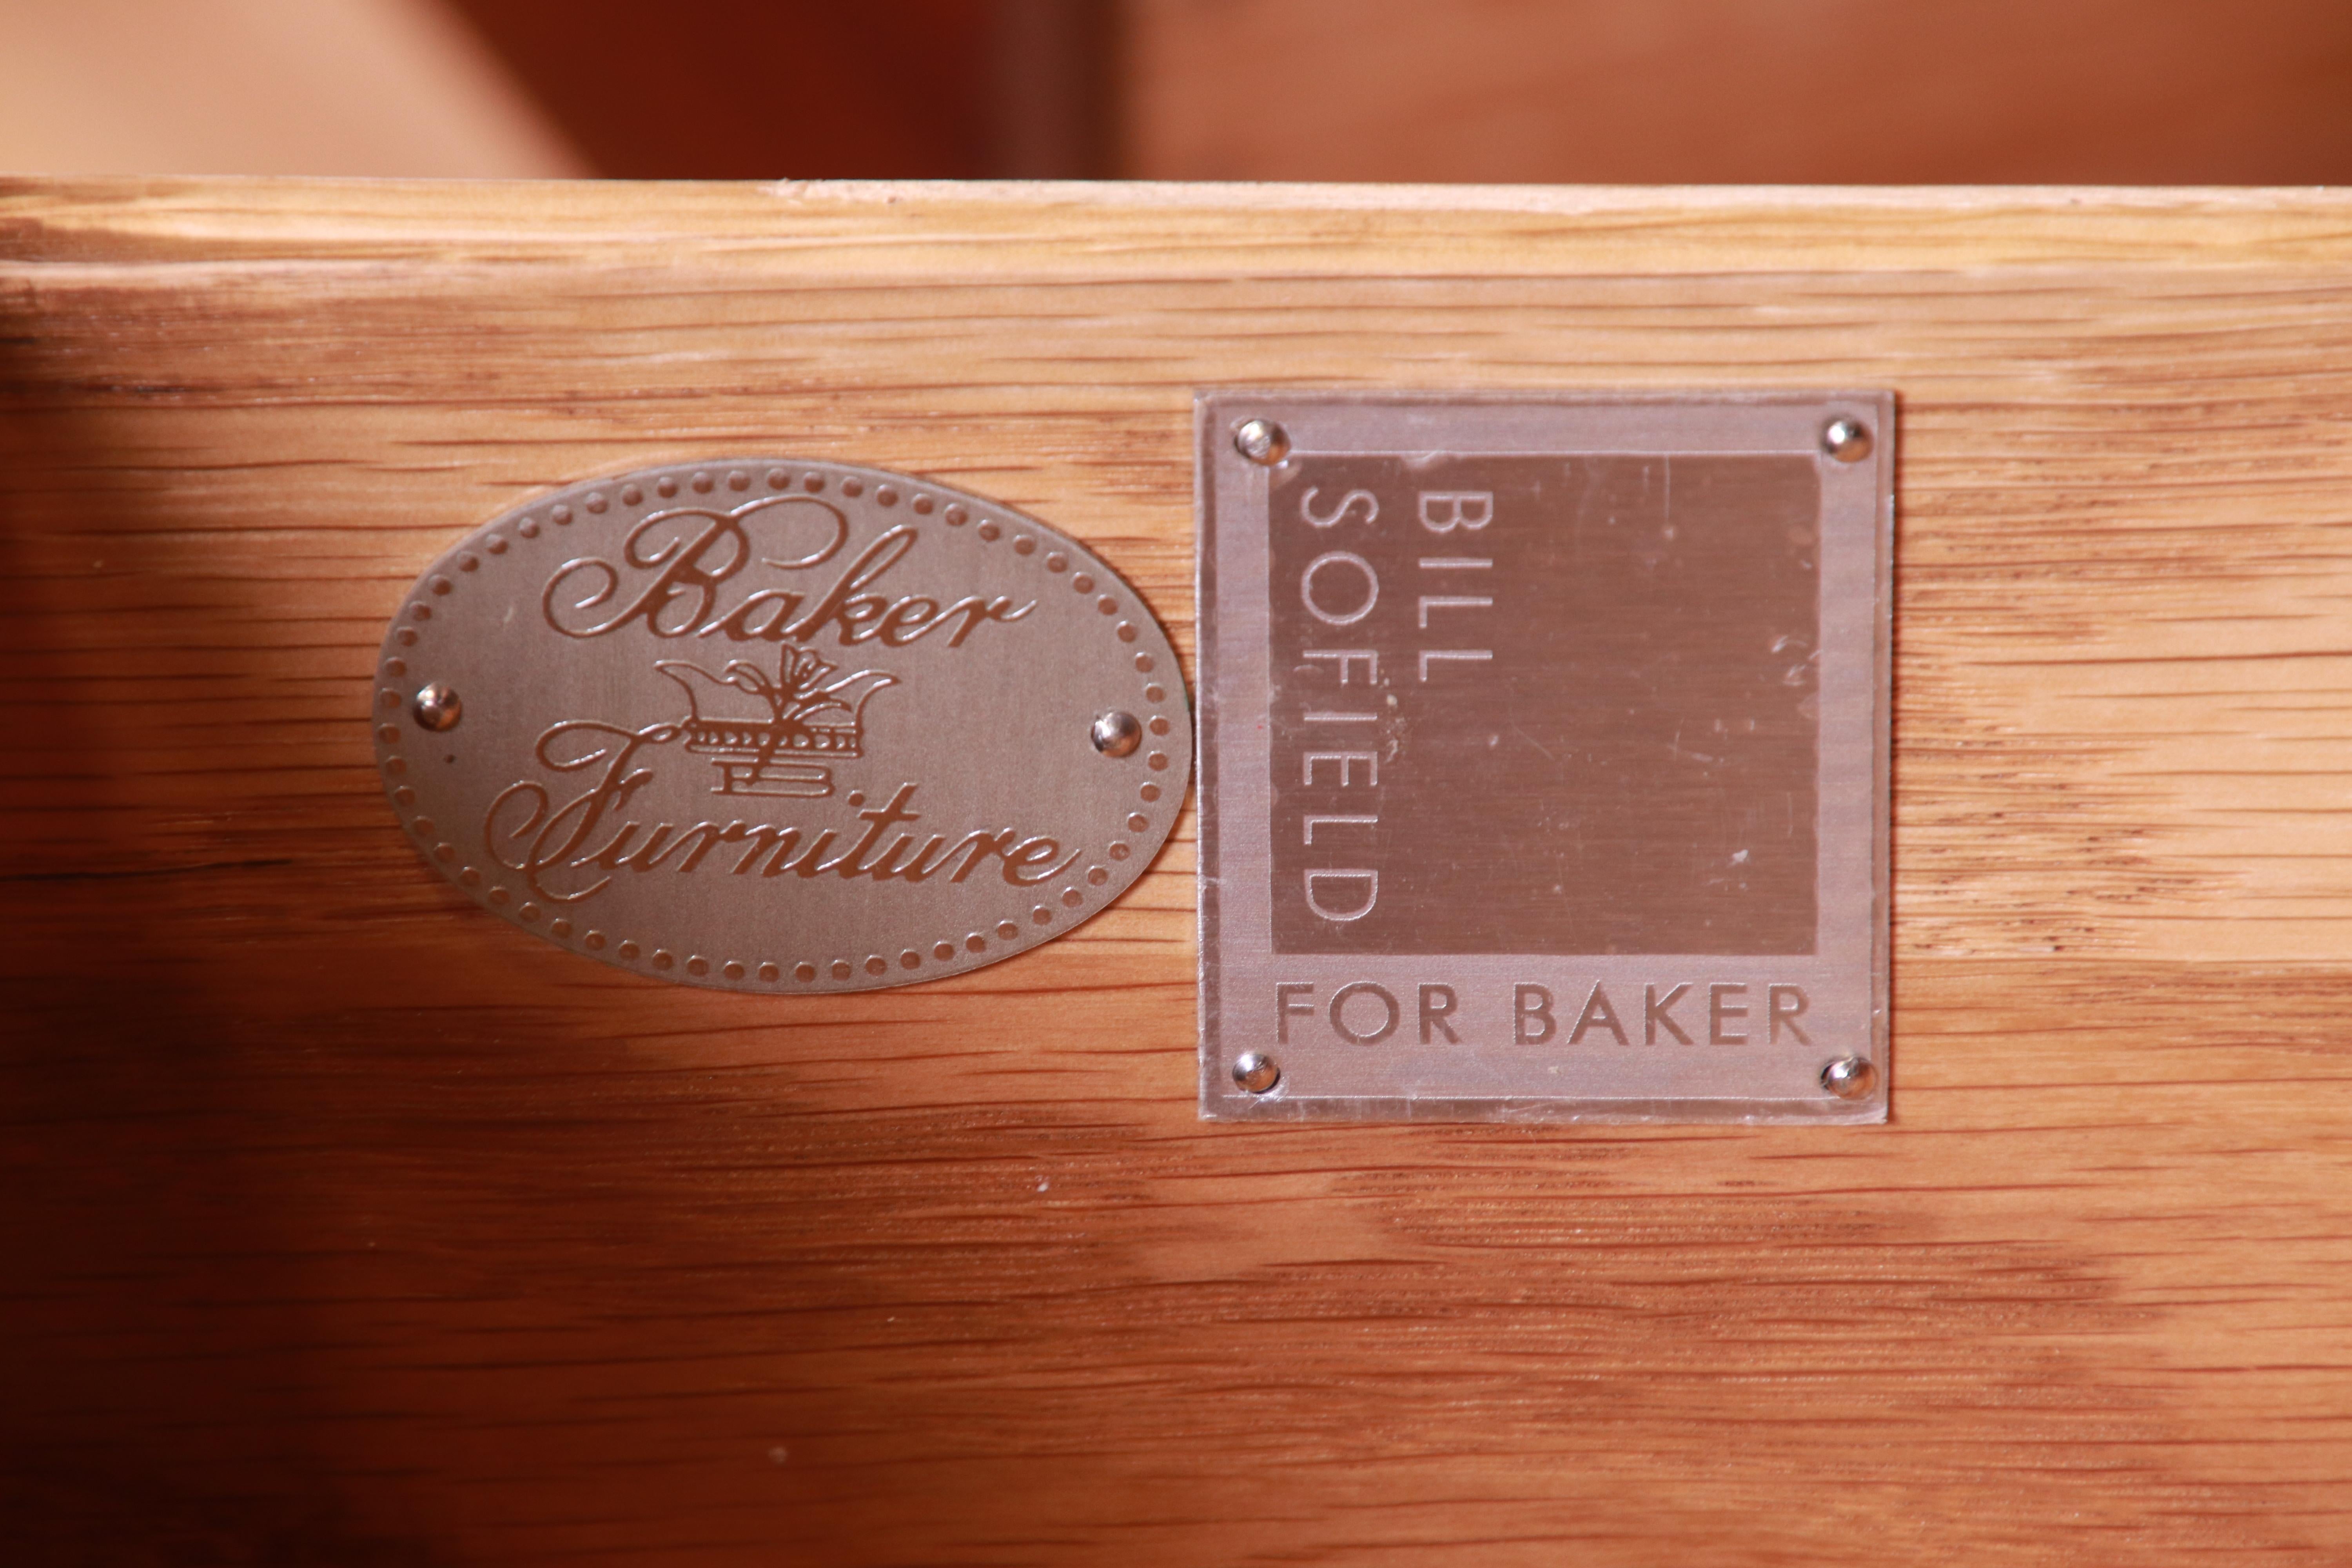 Baker
Furniture
BILL
SOFIELD
FOR BAKER